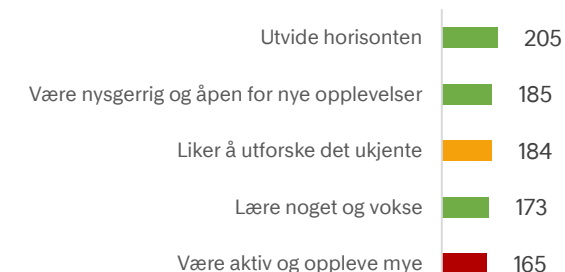 Utvide horisonten 205
Være nysgerrig og åpen for nye opplevelser 185
Liker å utforske det ukjente 184
Lære noget og vokse 173
Være aktiv og oppleve mye 165